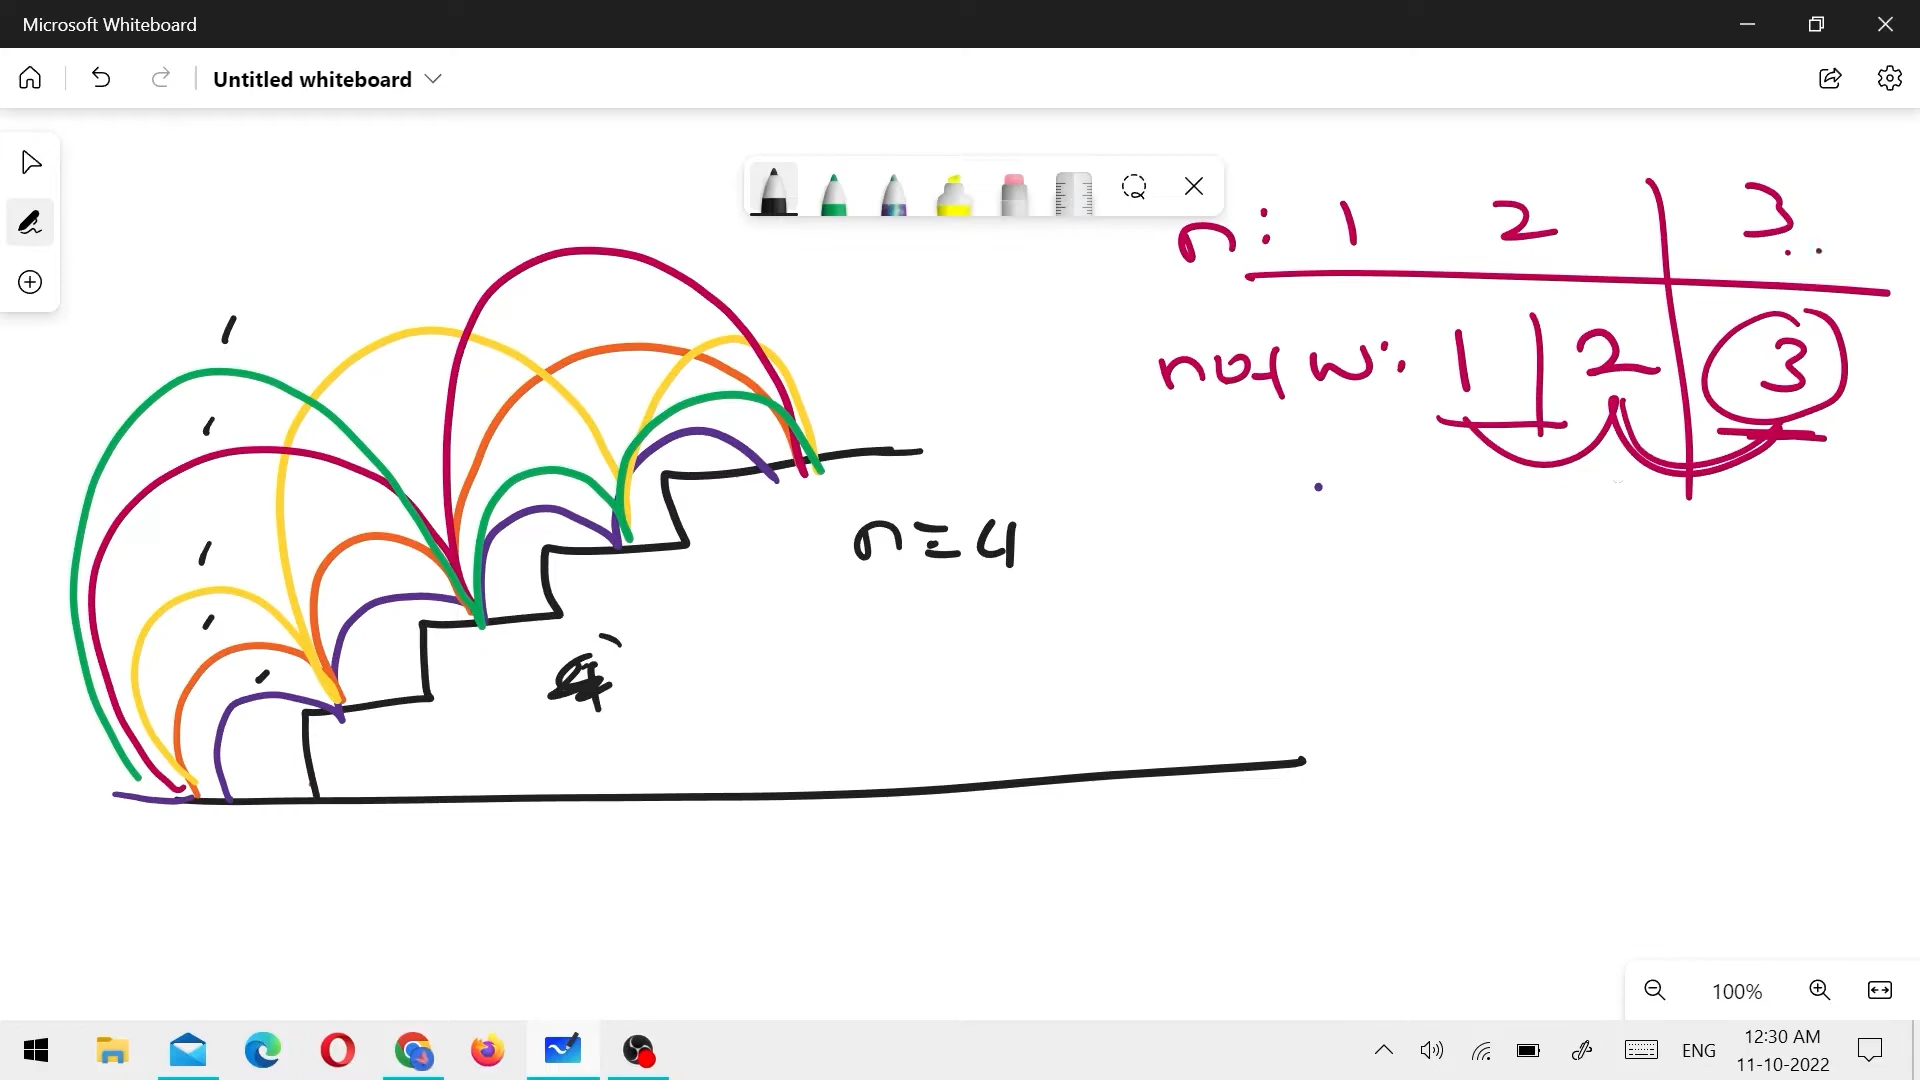 Microsoft Whiteboard
Untitled whiteboard
n: 1 2 3
no of w: 1 2 3
n = 4
100%
ENG
12:30 AM
11-10-2022